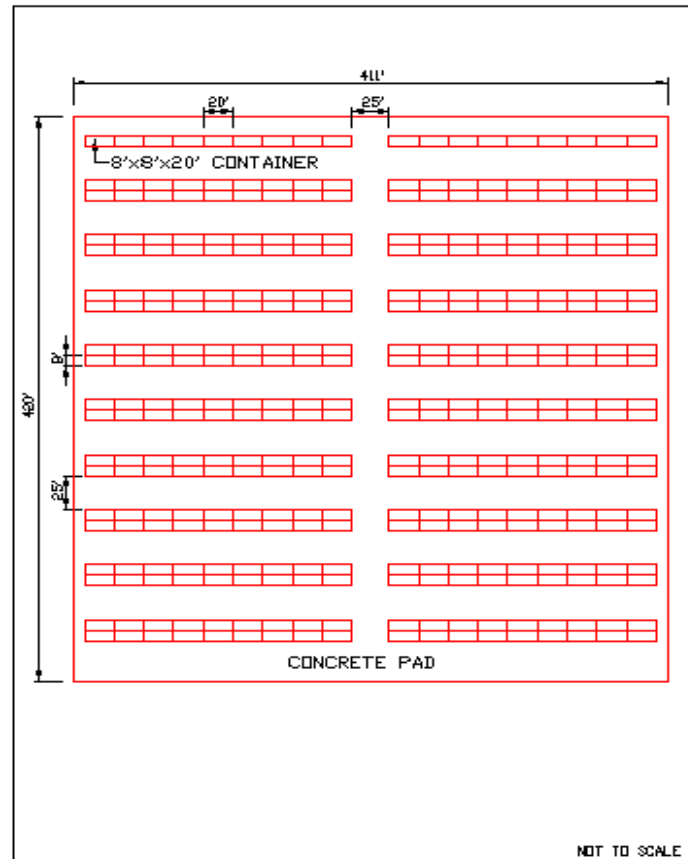 411'
20'
25'
8'x8'x20' CONTAINER
8'
420'
25'
CONCRETE PAD
NOT TO SCALE